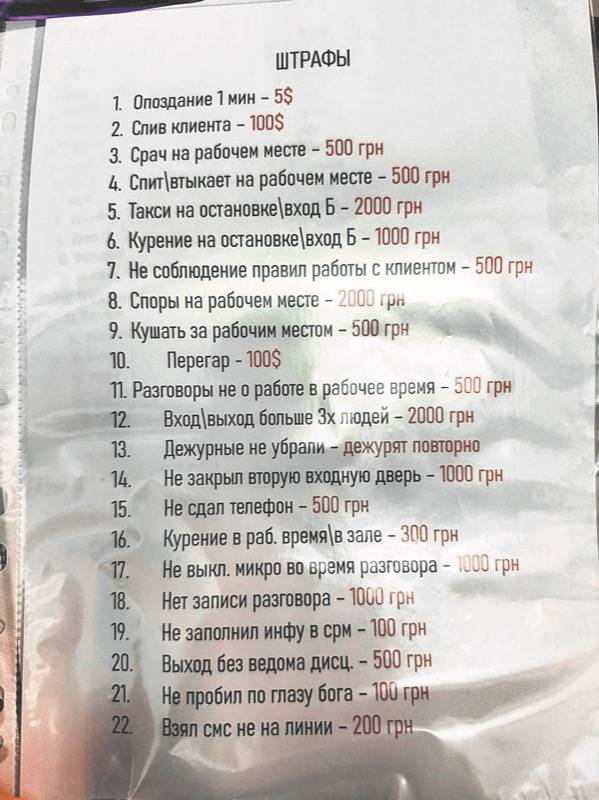 ШТРАФЫ
1. Опоздание 1 мин – 5$
2. Слив клиента – 100$
3. Срач на рабочем месте – 500 грн
4. Спит\втыкает на рабочем месте – 500 грн
5. Такси на остановке\вход Б – 2000 грн
6. Курение на остановке\вход Б – 1000 грн
7. Не соблюдение правил работы с клиентом – 500 грн
8. Споры на рабочем месте – 2000 грн
9. Кушать за рабочим местом – 500 грн
10. Перегар - 100$
11. Разговоры не о работе в рабочее время – 500 грн
12. Вход\выход больше 3х людей – 2000 грн
13. Дежурные не убрали – дежурят повторно
14. Не закрыл вторую входную дверь – 1000 грн
15. Не сдал телефон – 500 грн
16. Курение в раб. время\в зале – 300 грн
17. Не выкл. микро во время разговора – 1000 грн
18. Нет записи разговора – 1000 грн
19. Не заполнил инфу в срм – 100 грн
20. Выход без ведома дисц. – 500 грн
21. Не пробил по глазу бога – 100 грн
22. Взял смс не на линии – 200 грн